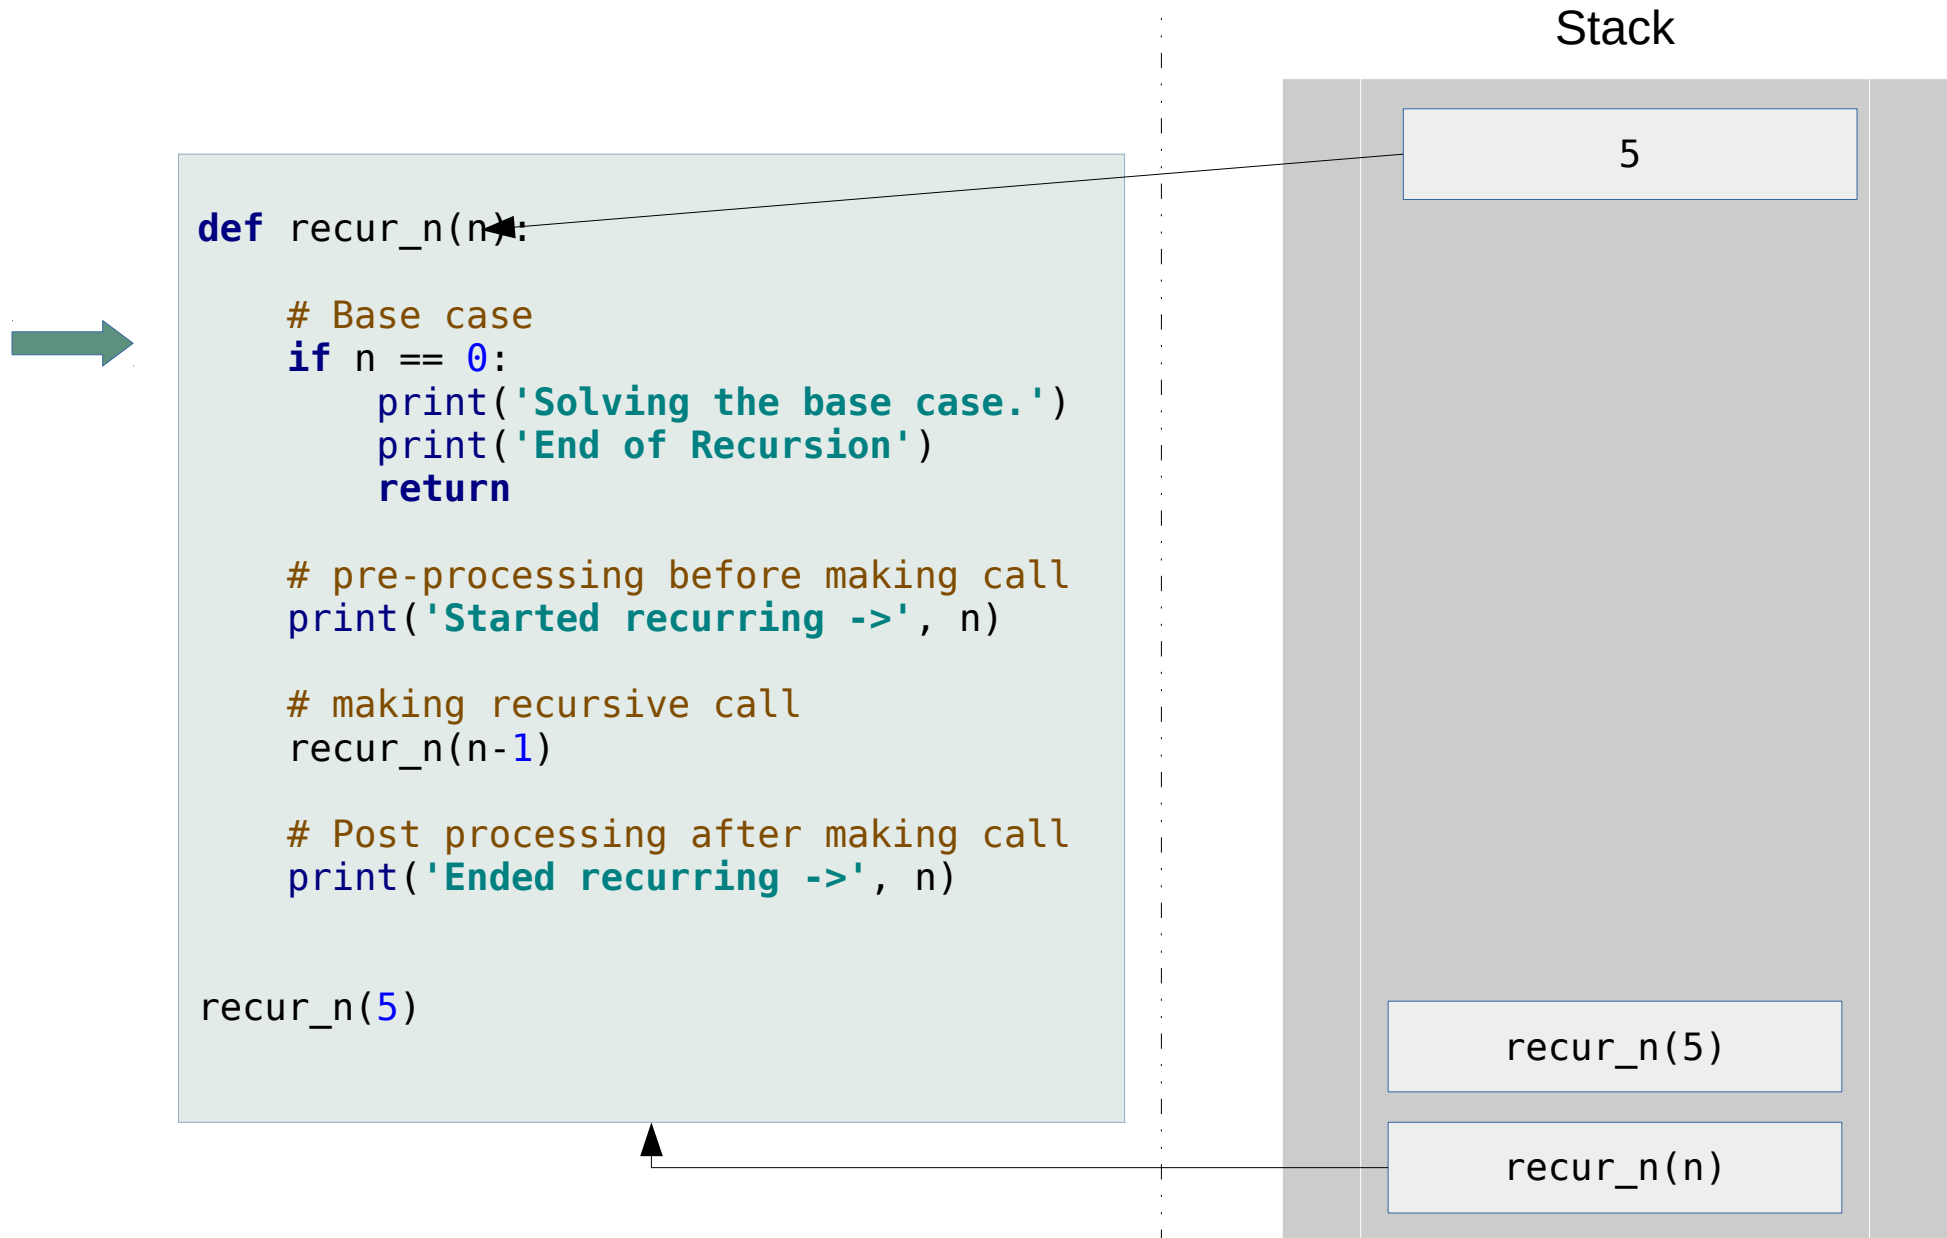 Stack
5
def recur_n(n):
# Base case
if n == 0:
print('Solving the base case.')
print('End of Recursion')
return
# pre-processing before making call
print('Started recurring ->', n)
# making recursive call
recur_n(n-1)
# Post processing after making call
print('Ended recurring ->', n)
recur_n(5)
recur_n(5)
recur_n(n)